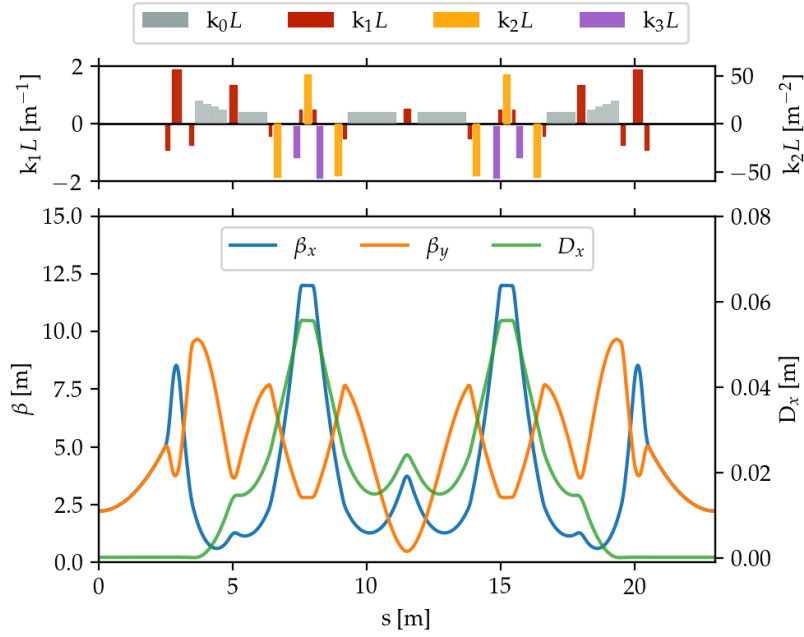 k₀L k₁L k₂L k₃L
2
0
−2
k₁L [m⁻¹]
50
0
−50
k₂L [m⁻²]
βₓ β_y Dₓ
15.0
12.5
10.0
7.5
5.0
2.5
0.0
β [m]
0.08
0.06
0.04
0.02
0.00
Dₓ [m]
0 5 10 15 20
s [m]